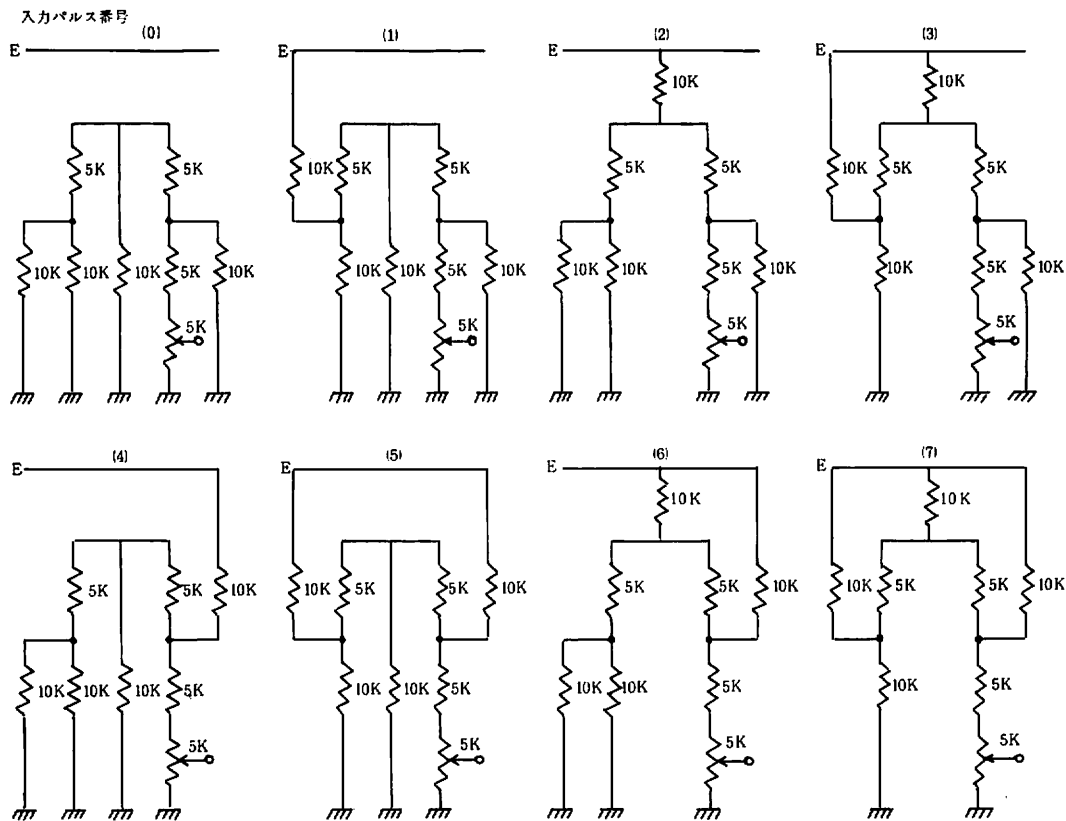 入力パルス番号
(0) (1) (2) (3)
E E E E
10K 10K
5K 5K 10K 5K 5K 5K 5K 10K 5K 5K
10K 10K 10K 5K 10K 10K 10K 5K 10K 10K 10K 5K 10K 10K 5K 10K
5K 5K 5K 5K
(4) (5) (6) (7)
E E E E
10K 10K
5K 5K 10K 10K 5K 5K 10K 5K 5K 10K 10K 5K 5K 10K
10K 10K 10K 5K 10K 10K 5K 10K 10K 5K 10K 5K
5K 5K 5K 5K